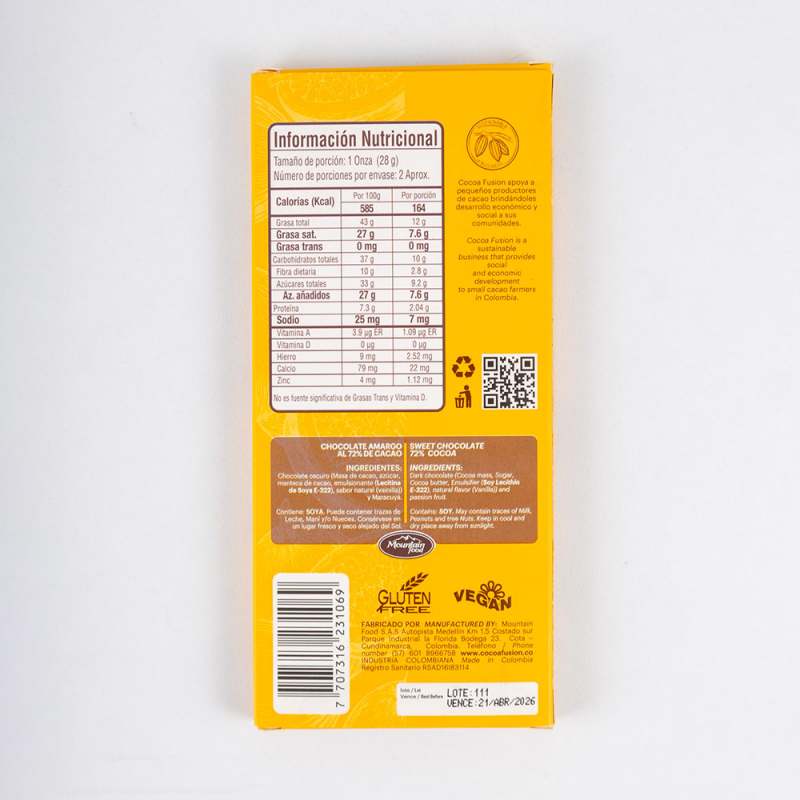 Información Nutricional
Tamaño de porción: 1 Onza (28 g)
Número de porciones por envase: 2 Aprox.
Calorías (Kcal) Por 100g Por porción
585 164
Grasa total 43 g 12 g
Grasa sat. 27 g 7.6 g
Grasa trans 0 mg 0 mg
Carbohidratos totales 37 g 10 g
Fibra dietaria 10 g 2.8 g
Azúcares totales 33 g 9.2 g
Az. añadidos 27 g 7.6 g
Proteína 7.3 g 2.04 g
Sodio 25 mg 7 mg
Vitamina A 3.9 µg ER 1.09 µg ER
Vitamina D 0 µg 0 µg
Hierro 9 mg 2.52 mg
Calcio 79 mg 22 mg
Zinc 4 mg 1.12 mg
No es fuente significativa de Grasas Trans y Vitamina D.
Cocoa Fusion apoya a
pequeños productores
de cacao brindándoles
desarrollo económico y
social a sus
comunidades.
Cocoa Fusion is a
sustainable
business that provides
social
and economic
development
to small cacao farmers
in Colombia.
CHOCOLATE AMARGO
AL 72% DE CACAO
INGREDIENTES:
Chocolate oscuro (Masa de cacao, azúcar,
manteca de cacao, emulsionante (Lecitina
de Soya E-322), sabor natural (vainilla))
y Maracuya.
Contiene: SOYA. Puede contener trazas de
Leche, Maní y/o Nueces. Consérvese en
un lugar fresco y seco alejado del Sol.
SWEET CHOCOLATE
72% COCOA
INGREDIENTS:
Dark chocolate (Cocoa mass, Sugar,
Cocoa butter, Emulsifier (Soy Lecithin
E-322), natural flavor (Vanilla)) and
passion fruit.
Contains: SOY. May contain traces of Milk,
Peanuts and tree Nuts. Keep in cool and
dry place away from sunlight.
Mountain
food
GLUTEN
FREE
VEGAN
FABRICADO POR MANUFACTURED BY: Mountain
Food S.A.S Autopista Medellín Km 1,5 Costado sur
Parque Industrial la Florida Bodega 23. Cota -
Cundinamarca, Colombia. Teléfono / Phone
number (57) 601 8966758 www.cocoafusion.co
INDUSTRIA COLOMBIANA Made in Colombia
Registro Sanitario RSAD16I83114
7 707316 231069
lote / Lot
Vence / Best Before
LOTE:111
VENCE:21/ABR/2026